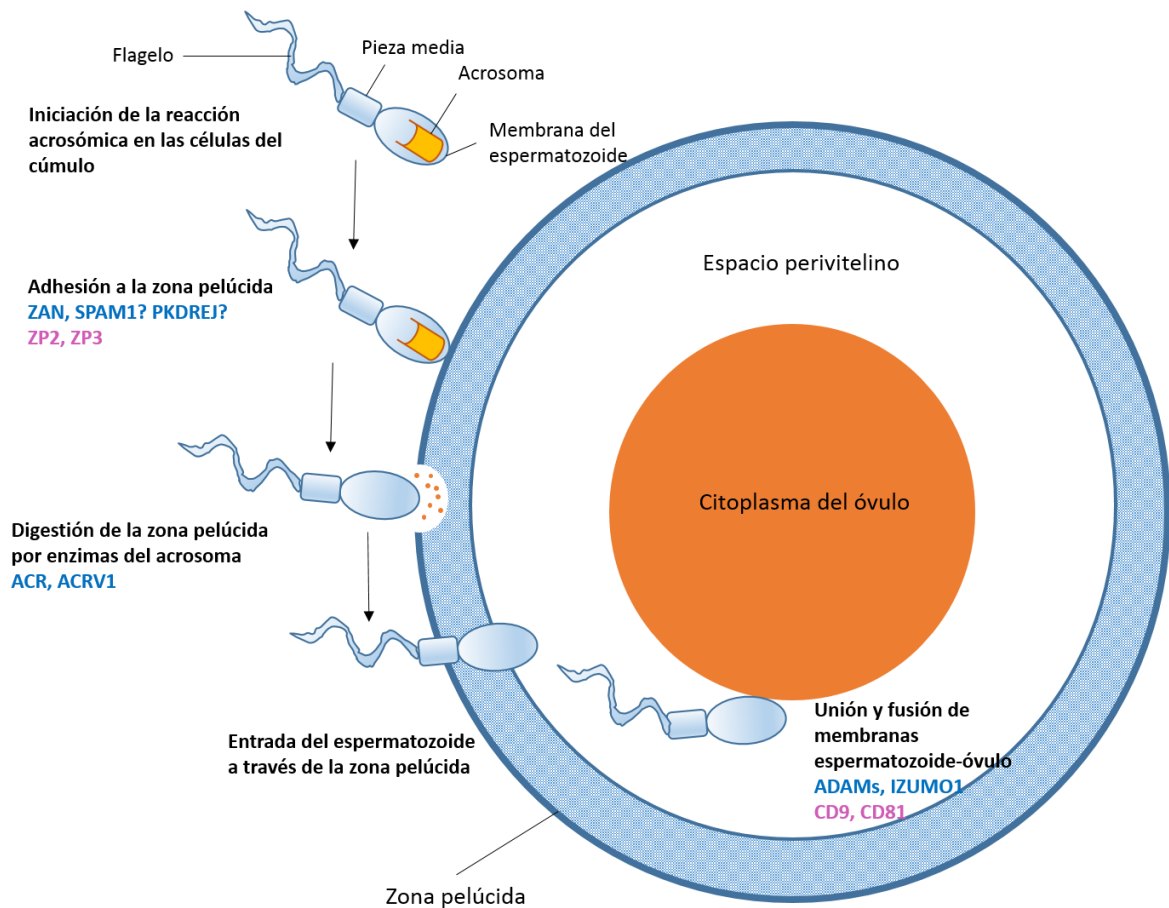 Flagelo
Pieza media
Acrosoma
Membrana del
espermatozoide
Iniciación de la reacción
acrosómica en las células del
cúmulo
Adhesión a la zona pelúcida
ZAN, SPAM1? PKDREJ?
ZP2, ZP3
Espacio perivitelino
Citoplasma del óvulo
Digestión de la zona pelúcida
por enzimas del acrosoma
ACR, ACRV1
Entrada del espermatozoide
a través de la zona pelúcida
Unión y fusión de
membranas
espermatozoide-óvulo
ADAMs, IZUMO1
CD9, CD81
Zona pelúcida